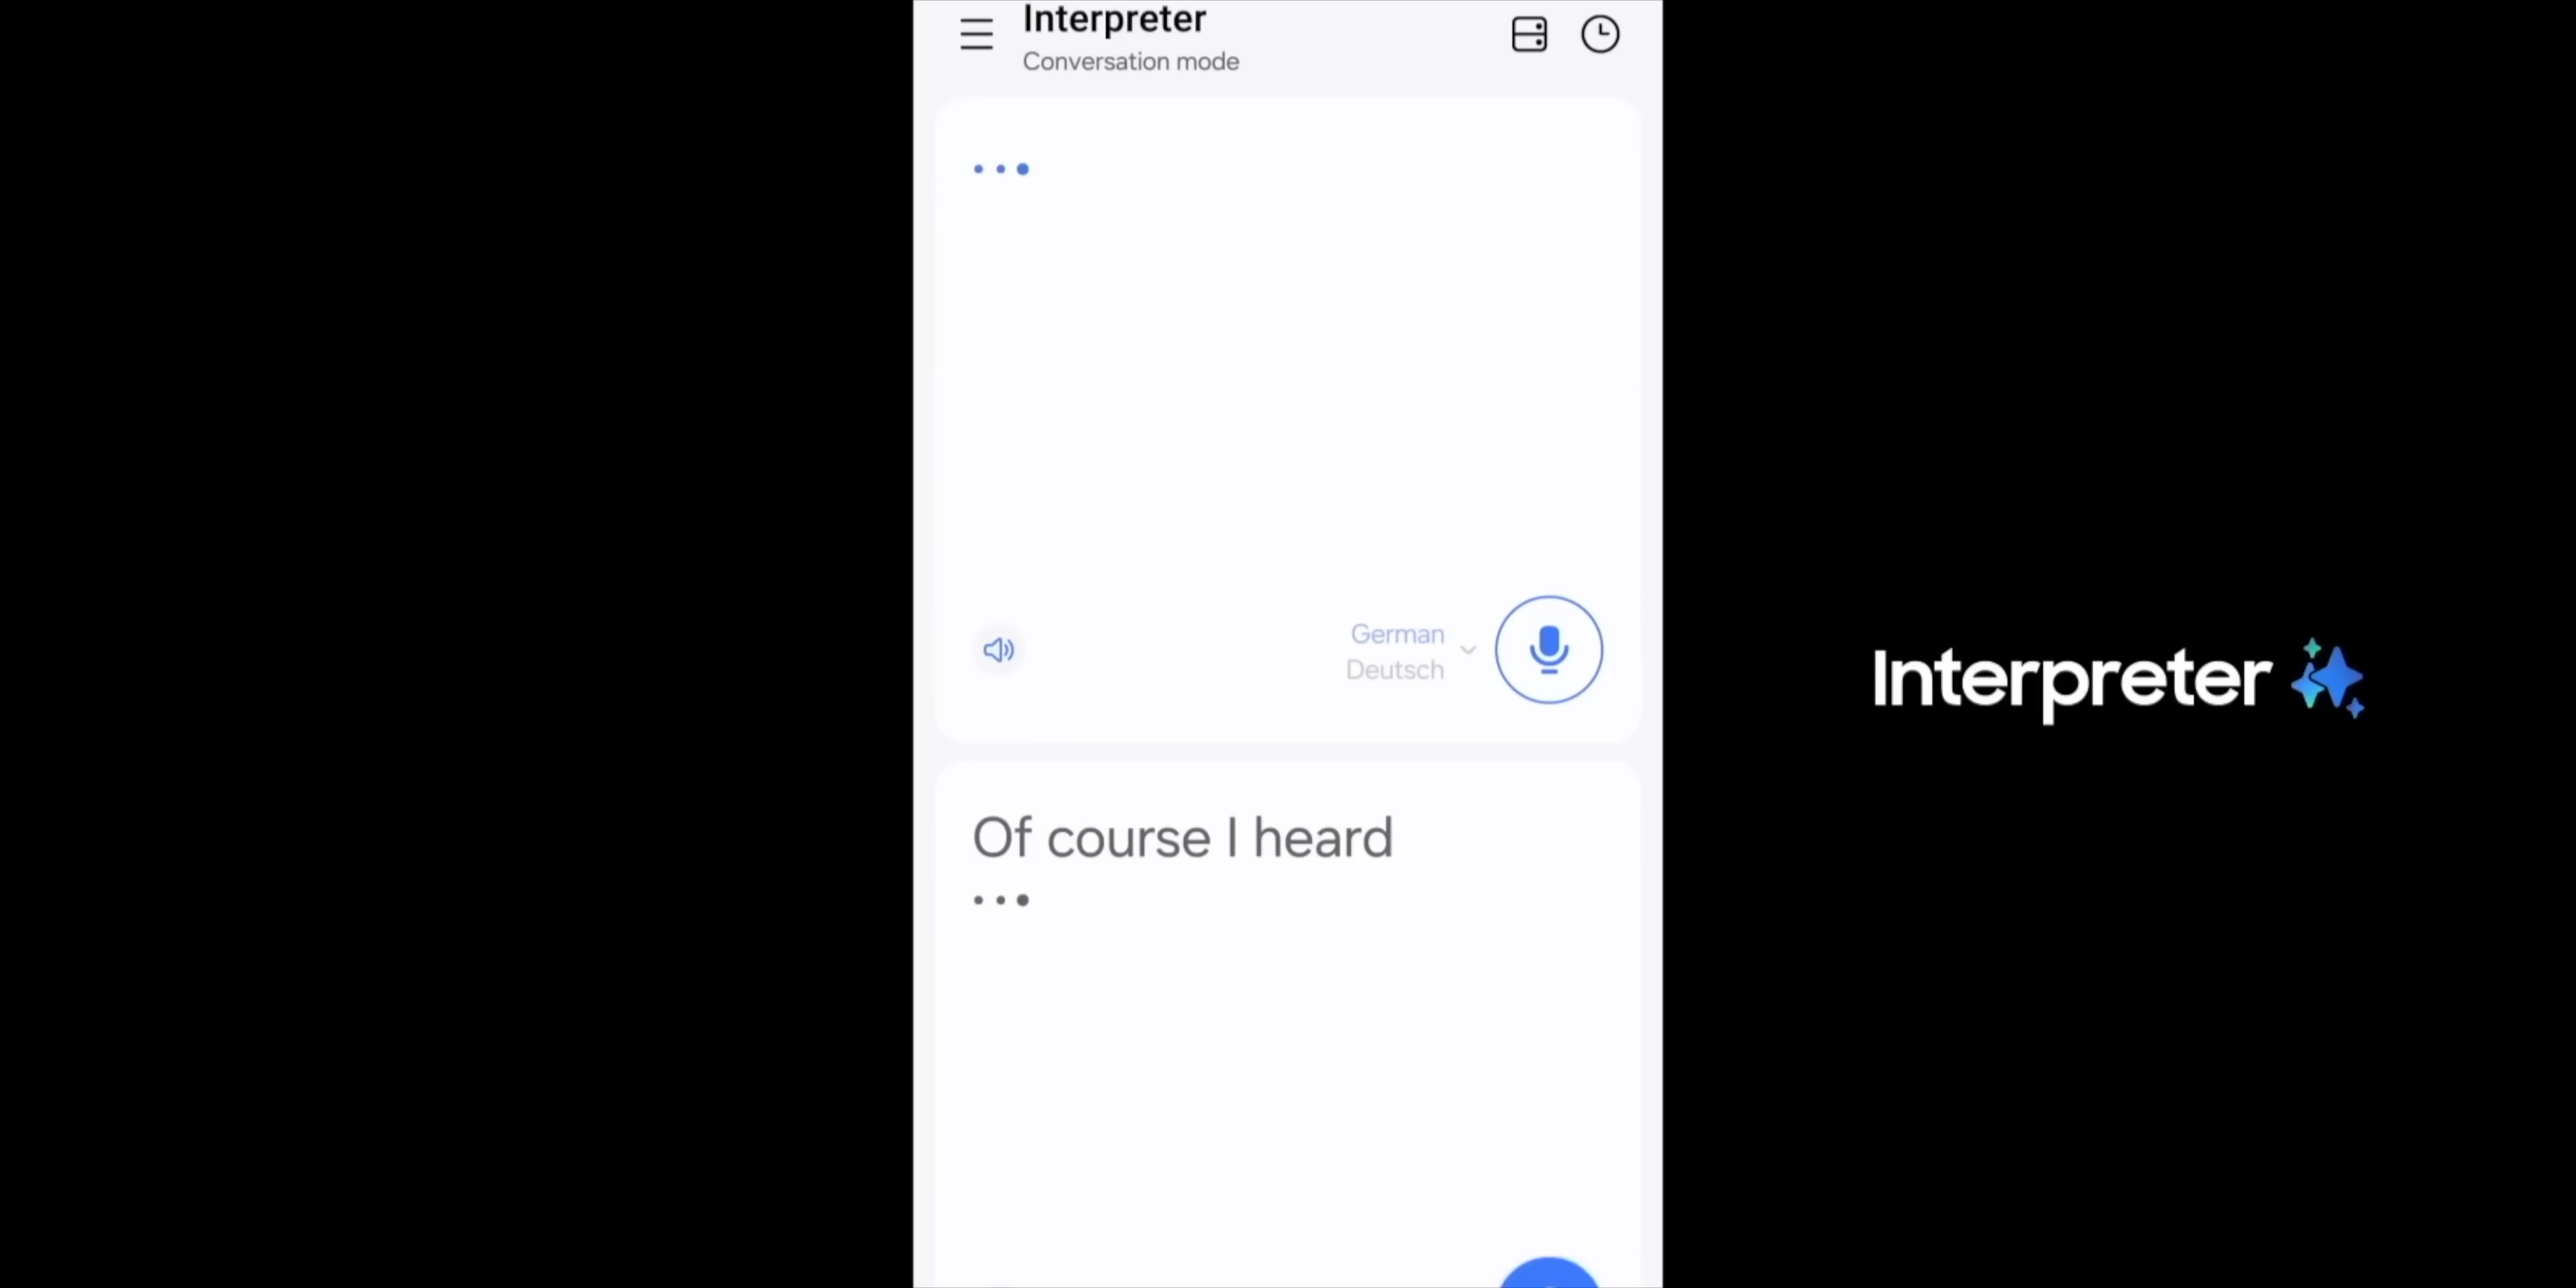 Interpreter
Conversation mode
German
Deutsch
Of course I heard
Interpreter